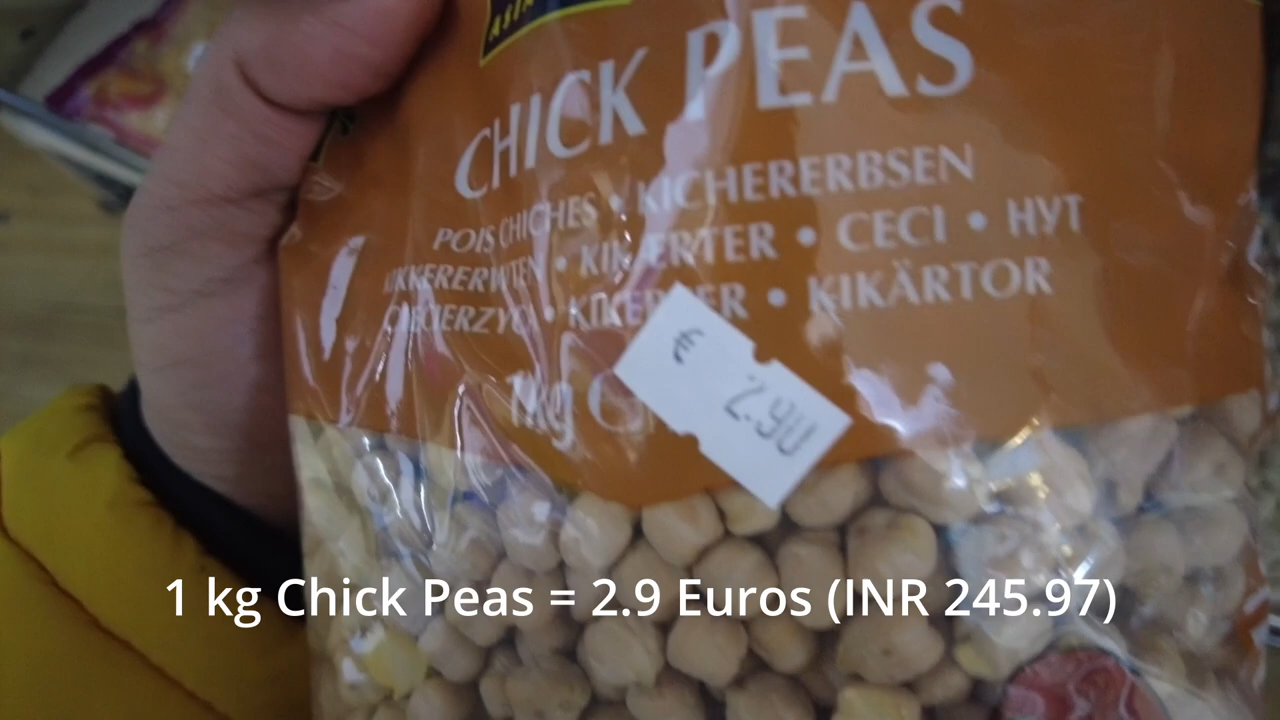 CHICK PEAS
POIS CHICHES • KICHERERBSEN
• CECI • HYT
• KIKÄRTOR
1kg
€ 2.90
1 kg Chick Peas = 2.9 Euros (INR 245.97)